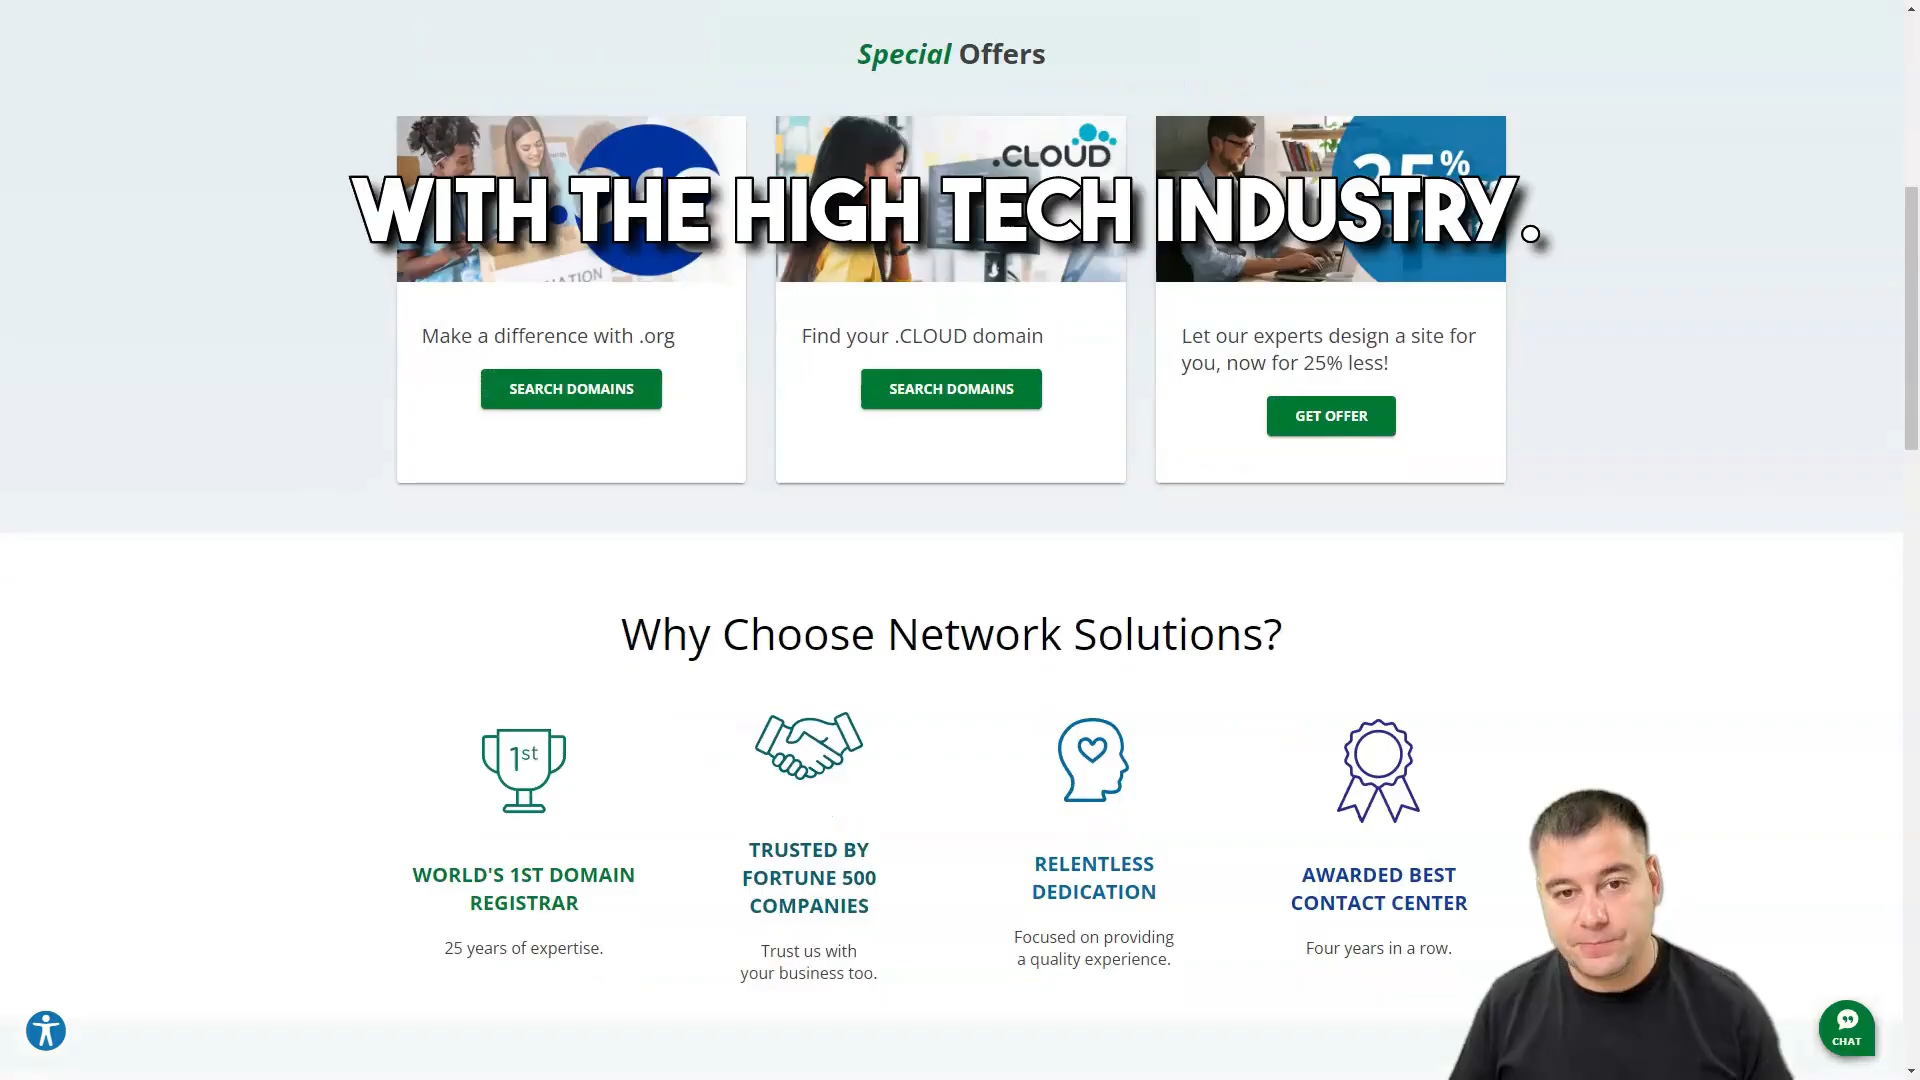 Special Offers
.CLOUD
25%
WITH THE HIGH TECH INDUSTRY.
Make a difference with .org
Find your .CLOUD domain
Let our experts design a site for
you, now for 25% less!
SEARCH DOMAINS
SEARCH DOMAINS
GET OFFER
Why Choose Network Solutions?
1st
WORLD'S 1ST DOMAIN
REGISTRAR
25 years of expertise.
TRUSTED BY
FORTUNE 500
COMPANIES
Trust us with
your business too.
RELENTLESS
DEDICATION
Focused on providing
a quality experience.
AWARDED BEST
CONTACT CENTER
Four years in a row.
CHAT